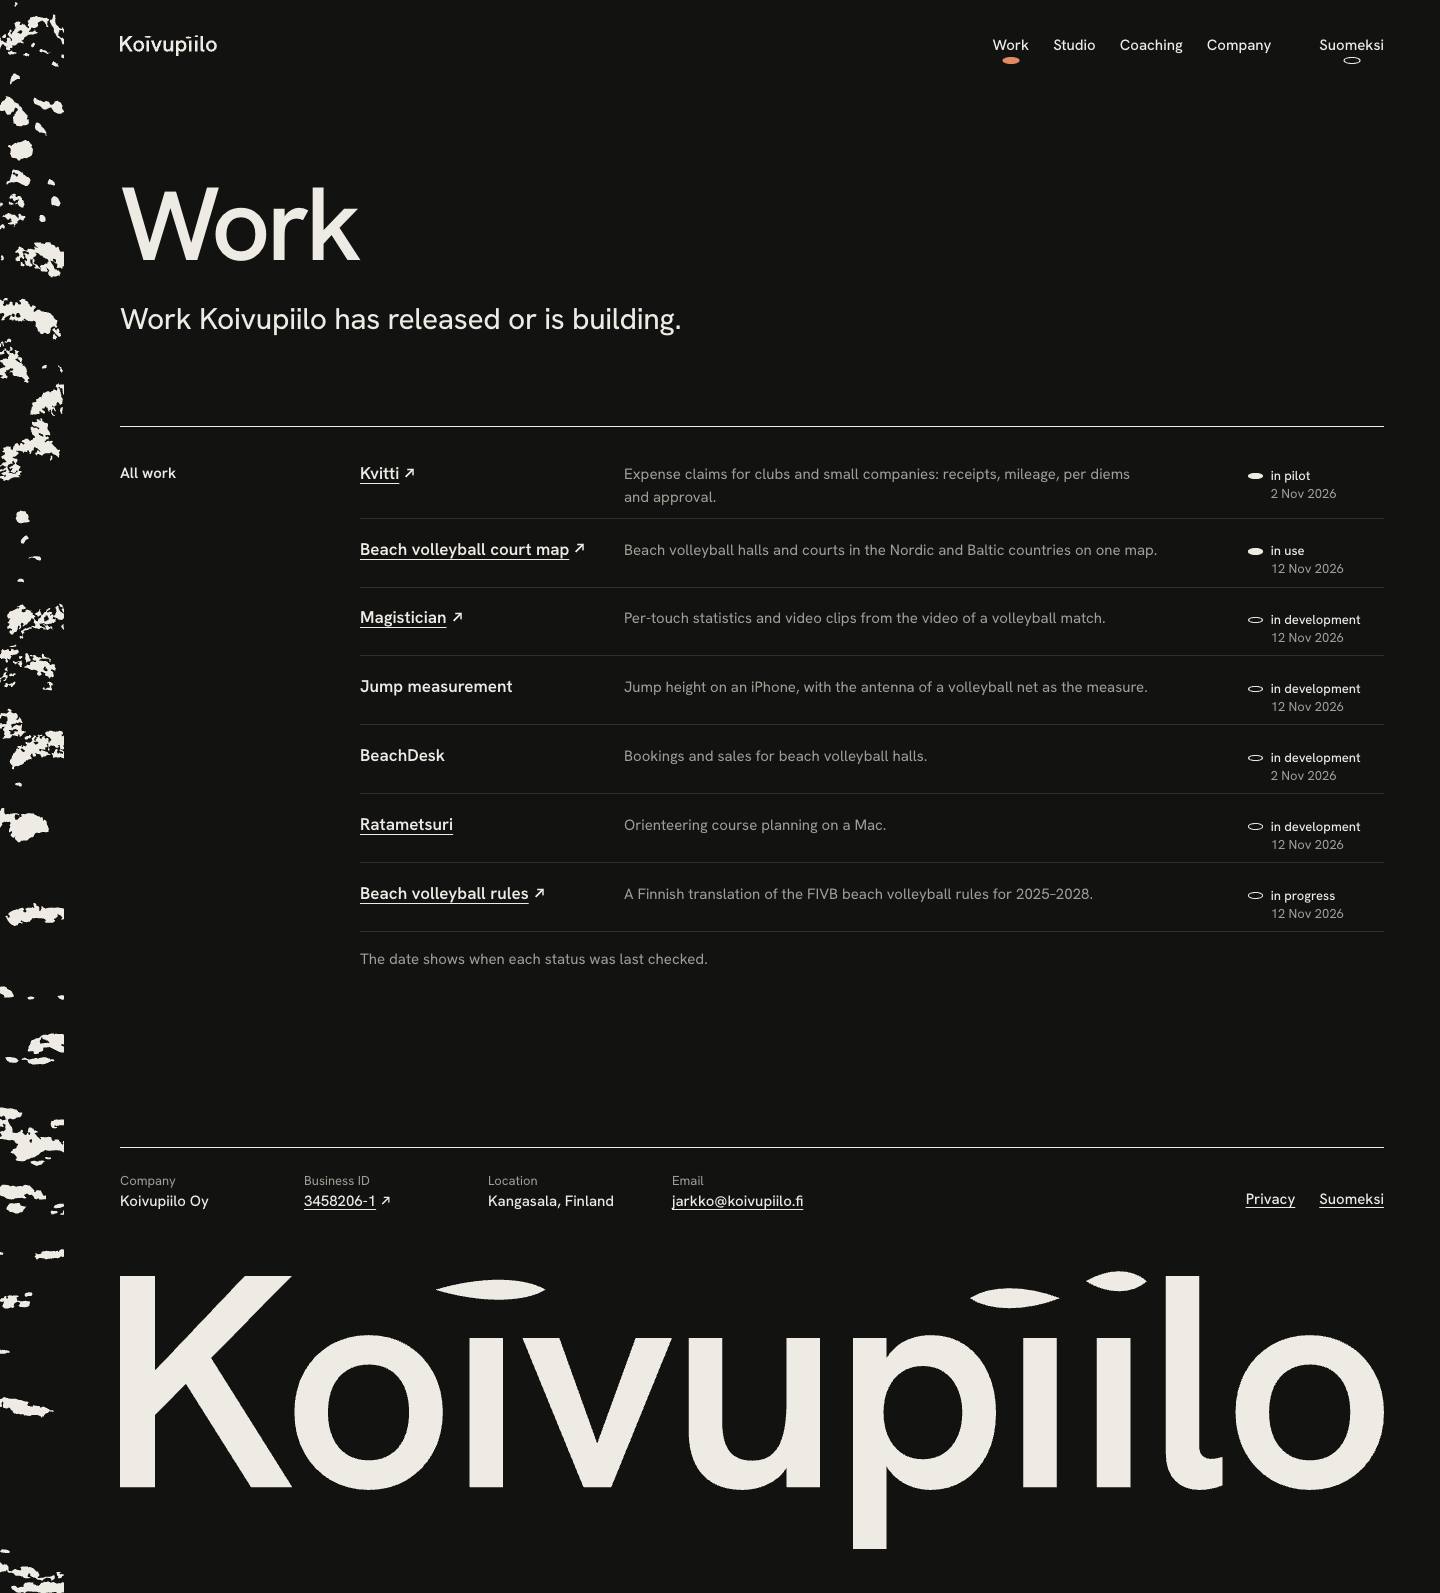 Koivupiilo
Work Studio Coaching Company Suomeksi
Work
Work Koivupiilo has released or is building.
All work
Kvitti ↗
Expense claims for clubs and small companies: receipts, mileage, per diems
and approval.
in pilot
2 Nov 2026
Beach volleyball court map ↗
Beach volleyball halls and courts in the Nordic and Baltic countries on one map.
in use
12 Nov 2026
Magistician ↗
Per-touch statistics and video clips from the video of a volleyball match.
in development
12 Nov 2026
Jump measurement
Jump height on an iPhone, with the antenna of a volleyball net as the measure.
in development
12 Nov 2026
BeachDesk
Bookings and sales for beach volleyball halls.
in development
2 Nov 2026
Ratametsuri
Orienteering course planning on a Mac.
in development
12 Nov 2026
Beach volleyball rules ↗
A Finnish translation of the FIVB beach volleyball rules for 2025–2028.
in progress
12 Nov 2026
The date shows when each status was last checked.
Company
Koivupiilo Oy
Business ID
3458206-1 ↗
Location
Kangasala, Finland
Email
jarkko@koivupiilo.fi
Privacy Suomeksi
Koivupiilo